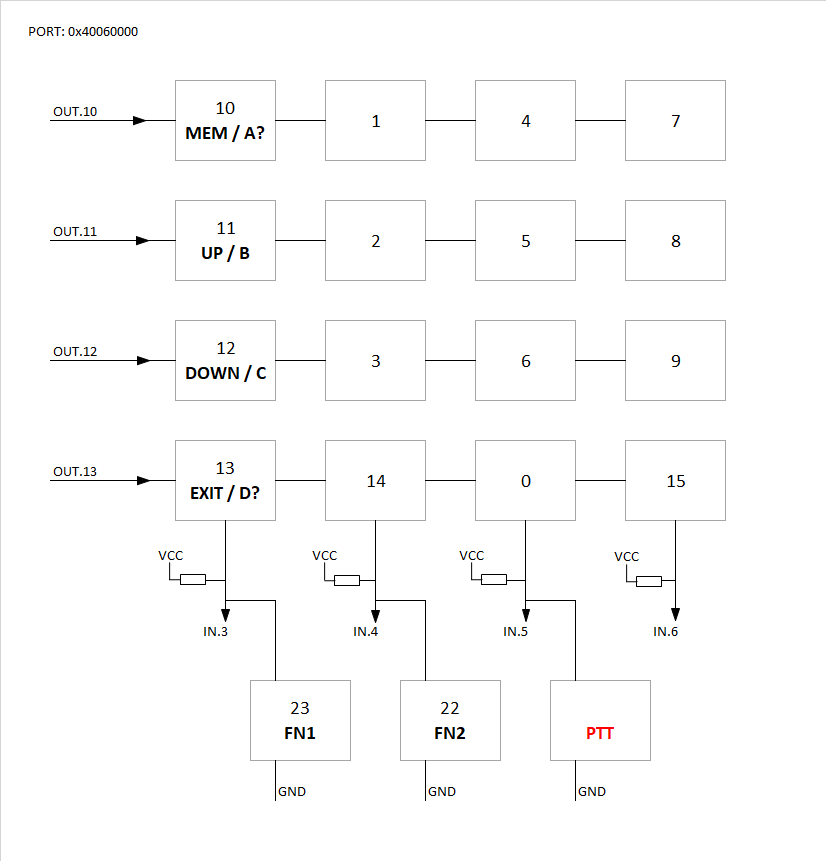 PORT: 0x40060000
OUT.10
10
MEM / A?
1
4
7
OUT.11
11
UP / B
2
5
8
OUT.12
12
DOWN / C
3
6
9
OUT.13
13
EXIT / D?
14
0
15
VCC
VCC
VCC
VCC
IN.3
IN.4
IN.5
IN.6
23
FN1
22
FN2
PTT
GND
GND
GND